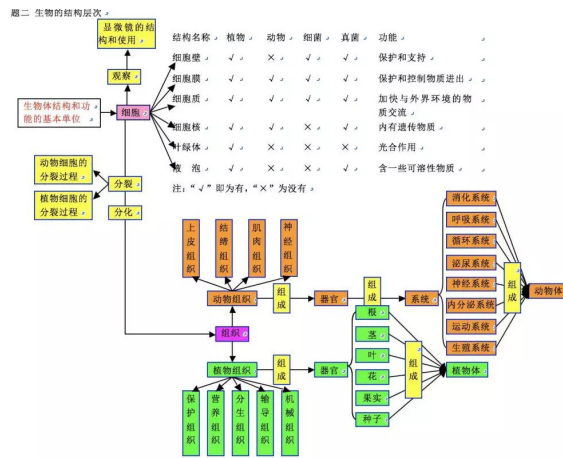 题二 生物的结构层次
显微镜的结
构和使用
观察
生物体结构和功
能的基本单位
细胞
结构名称 植物 动物 细菌 真菌 功能
细胞壁 √ × √ √ 保护和支持
细胞膜 √ √ √ √ 保护和控制物质进出
细胞质 √ √ √ √ 加快与外界环境的物
质交流
细胞核 √ √ × √ 内有遗传物质
叶绿体 √ × × × 光合作用
液 泡 √ × × √ 含一些可溶性物质
注：“√”即为有，“×”为没有
动物细胞的
分裂过程
植物细胞的
分裂过程
分裂
分化
上皮组织
结缔组织
肌肉组织
神经组织
动物组织
组成
器官
组成
系统
消化系统
呼吸系统
循环系统
泌尿系统
神经系统
内分泌系统
运动系统
生殖系统
组成
动物体
组织
植物组织
组成
器官
根
茎
叶
花
果实
种子
组成
植物体
保护组织
营养组织
分生组织
输导组织
机械组织